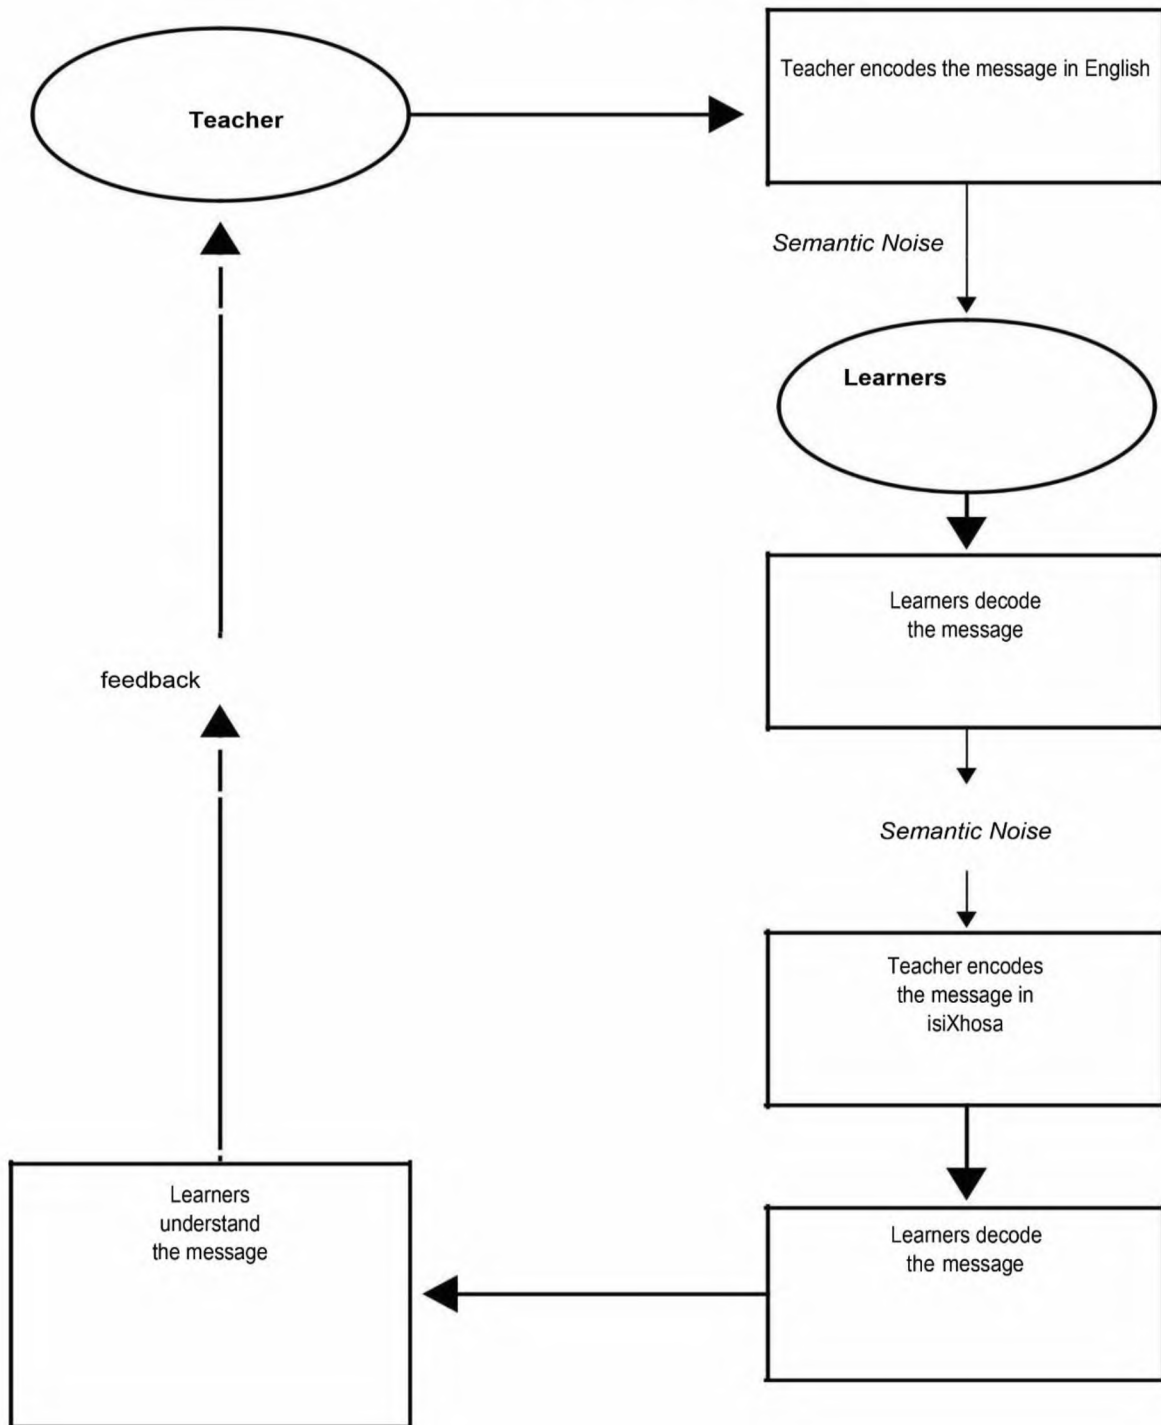 Teacher
Teacher encodes the message in English
Semantic Noise
Learners
Learners decode
the message
Semantic Noise
Teacher encodes
the message in
isiXhosa
Learners decode
the message
Learners
understand
the message
feedback